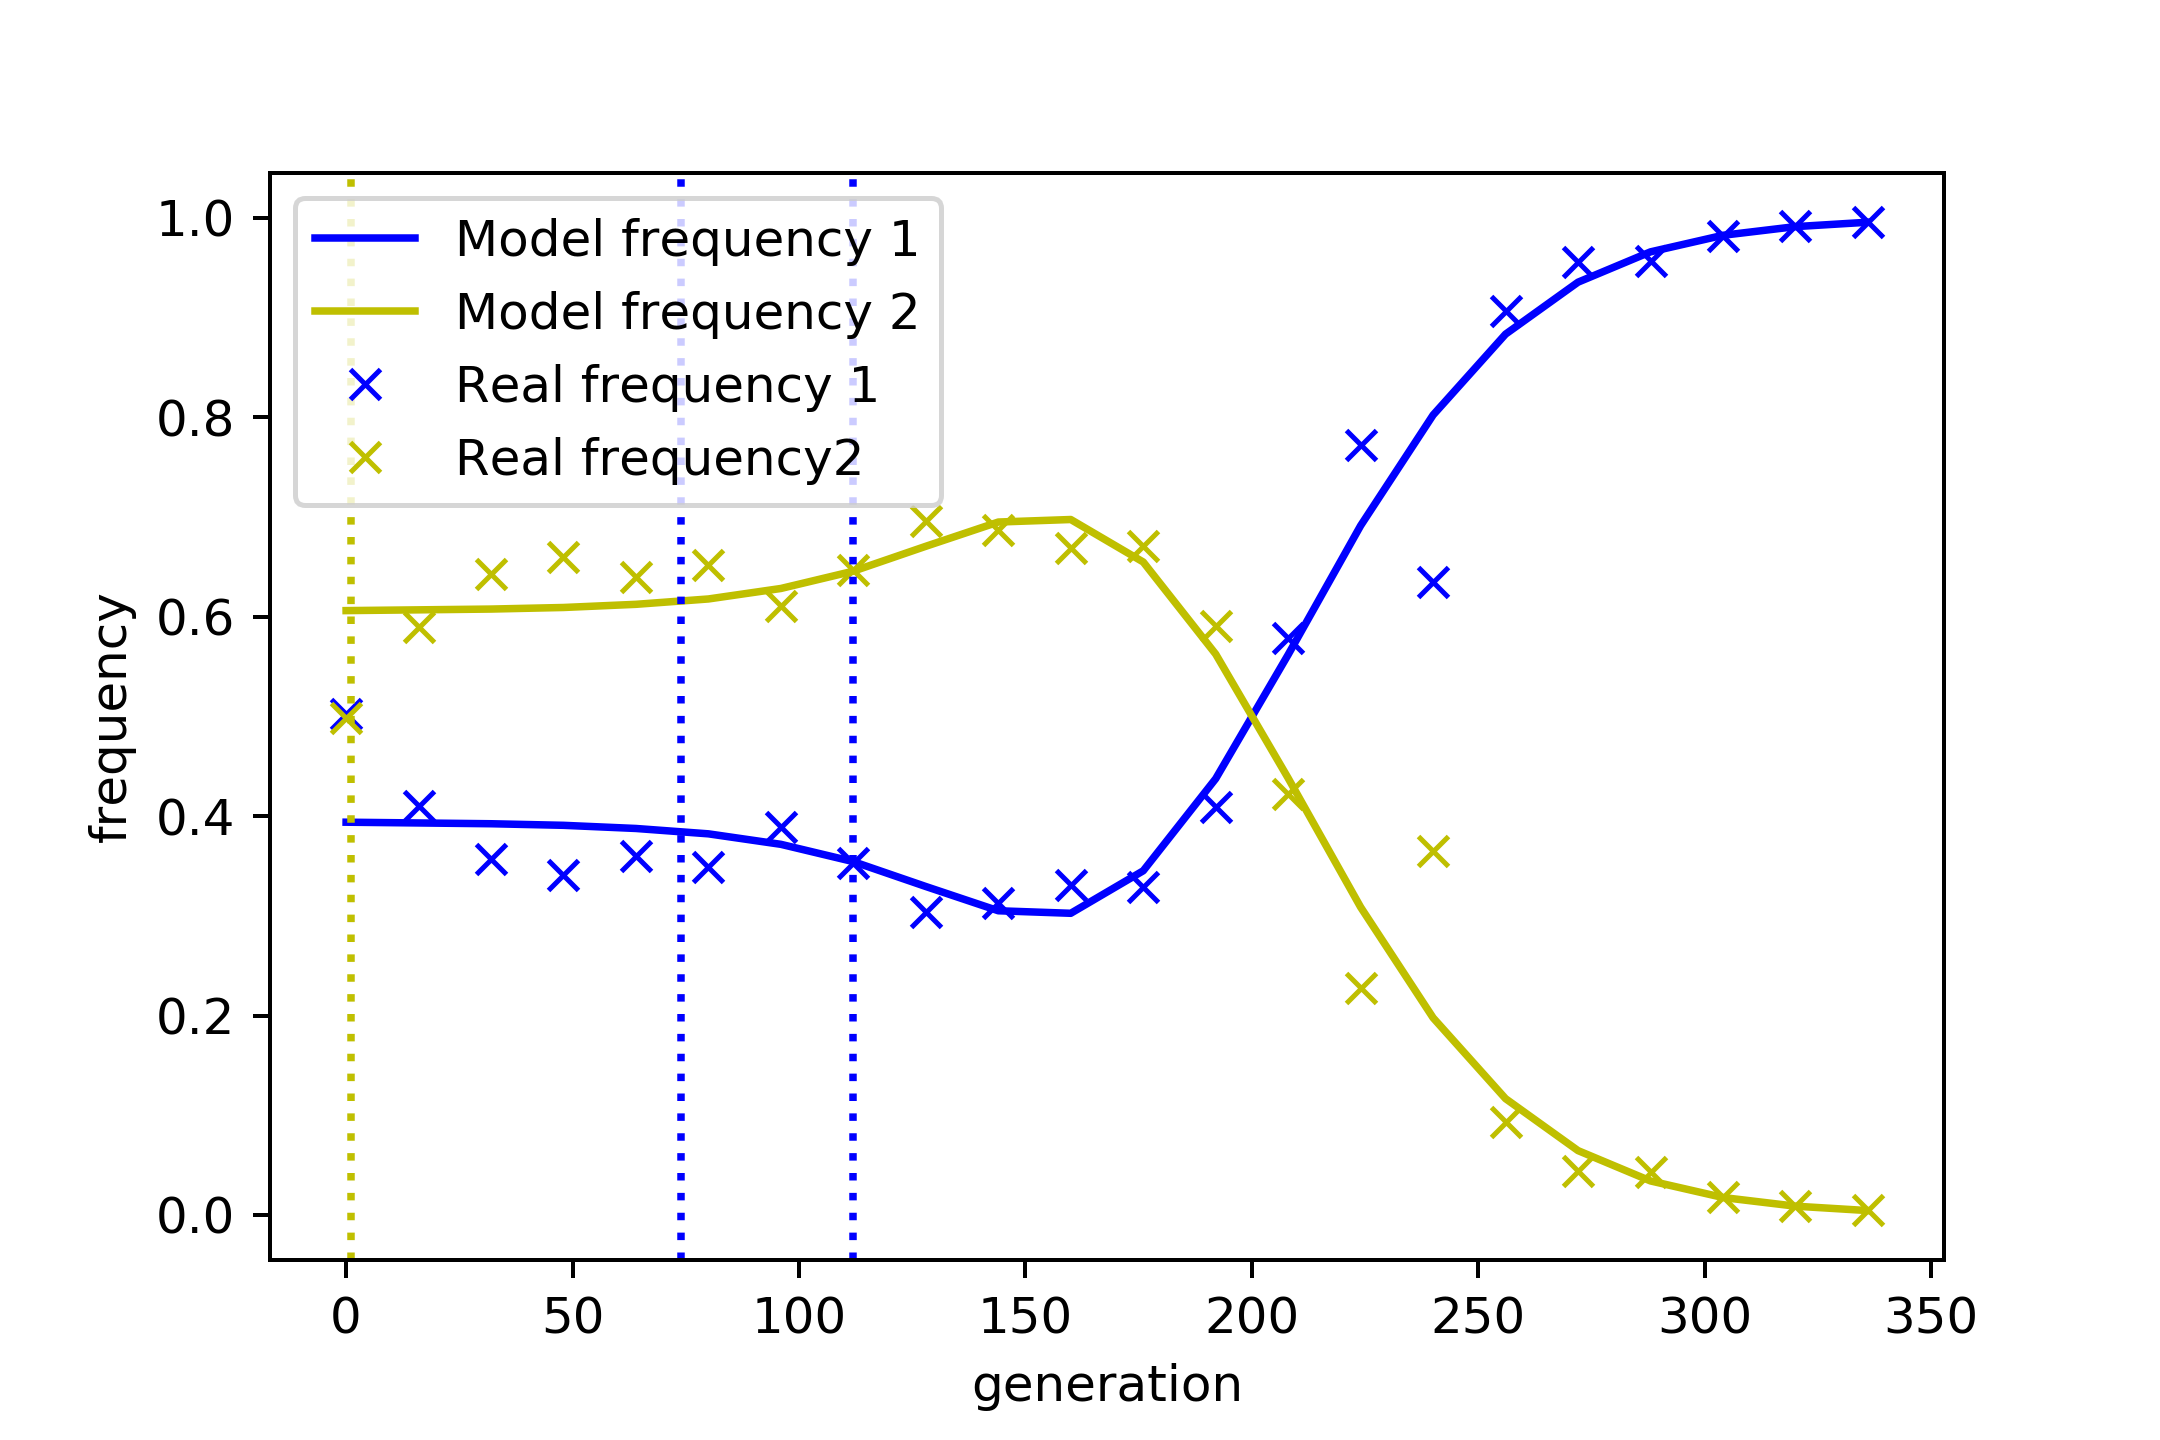 Model frequency 1
Model frequency 2
Real frequency 1
Real frequency2
1.0
0.8
0.6
0.4
0.2
0.0
frequency
0 50 100 150 200 250 300 350
generation